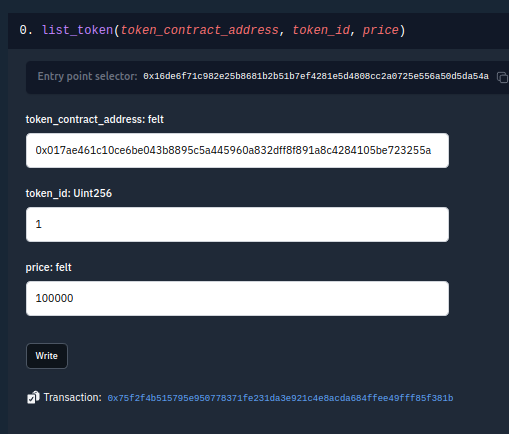 0. list_token(token_contract_address, token_id, price)
Entry point selector: 0x16de6f71c982e25b8681b2b51b7ef4281e5d4808cc2a0725e556a50d5da54a
token_contract_address: felt
0x017ae461c10ce6be043b8895c5a445960a832dff8f891a8c4284105be723255a
token_id: Uint256
1
price: felt
100000
Write
Transaction: 0x75f2f4b515795e950778371fe231da3e921c4e8acda684ffee49fff85f381b